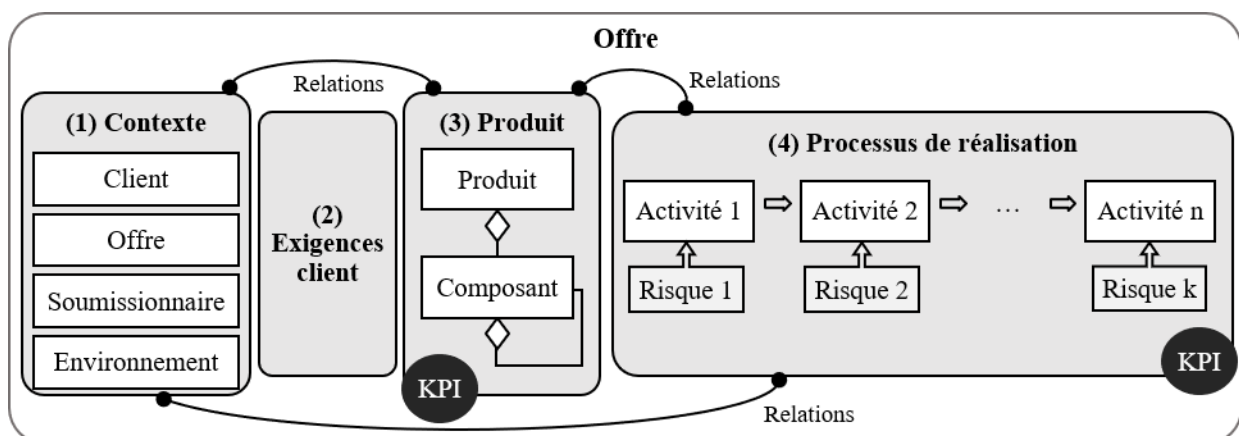 Offre
Relations
Relations
(1) Contexte
Client
Offre
Soumissionnaire
Environnement
(2)
Exigences
client
(3) Produit
Produit
Composant
KPI
(4) Processus de réalisation
Activité 1
Activité 2
...
Activité n
Risque 1
Risque 2
Risque k
KPI
Relations